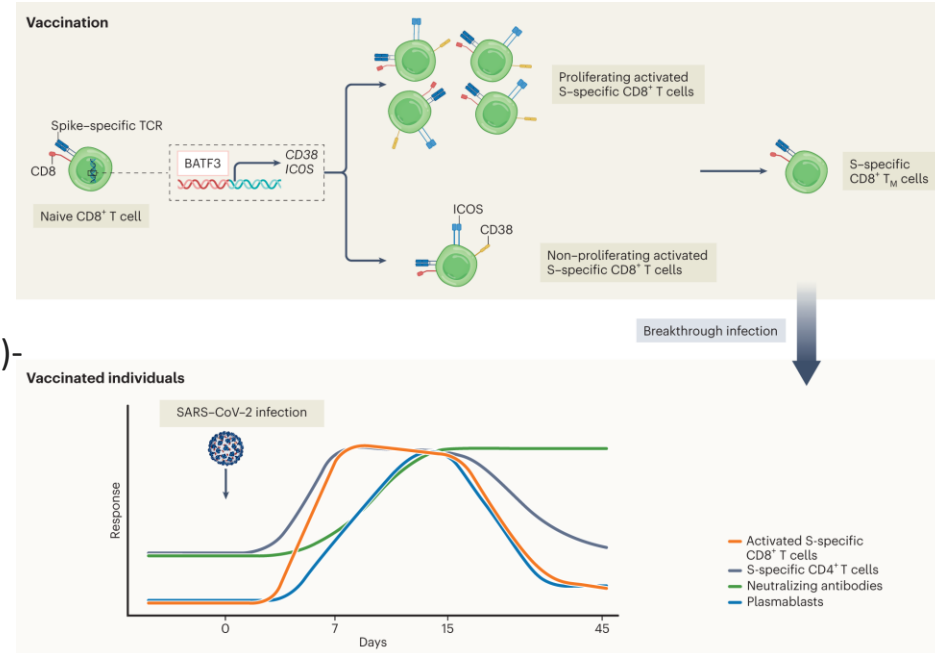 Vaccination
Spike–specific TCR
CD8
Naive CD8⁺ T cell
BATF3
CD38
ICOS
Proliferating activated
S–specific CD8⁺ T cells
ICOS
CD38
Non–proliferating activated
S–specific CD8⁺ T cells
S–specific
CD8⁺ T_M cells
Breakthrough infection
)-
Vaccinated individuals
SARS–CoV–2 infection
Response
0
7
15
45
Days
Activated S-specific
CD8⁺ T cells
S-specific CD4⁺ T cells
Neutralizing antibodies
Plasmablasts